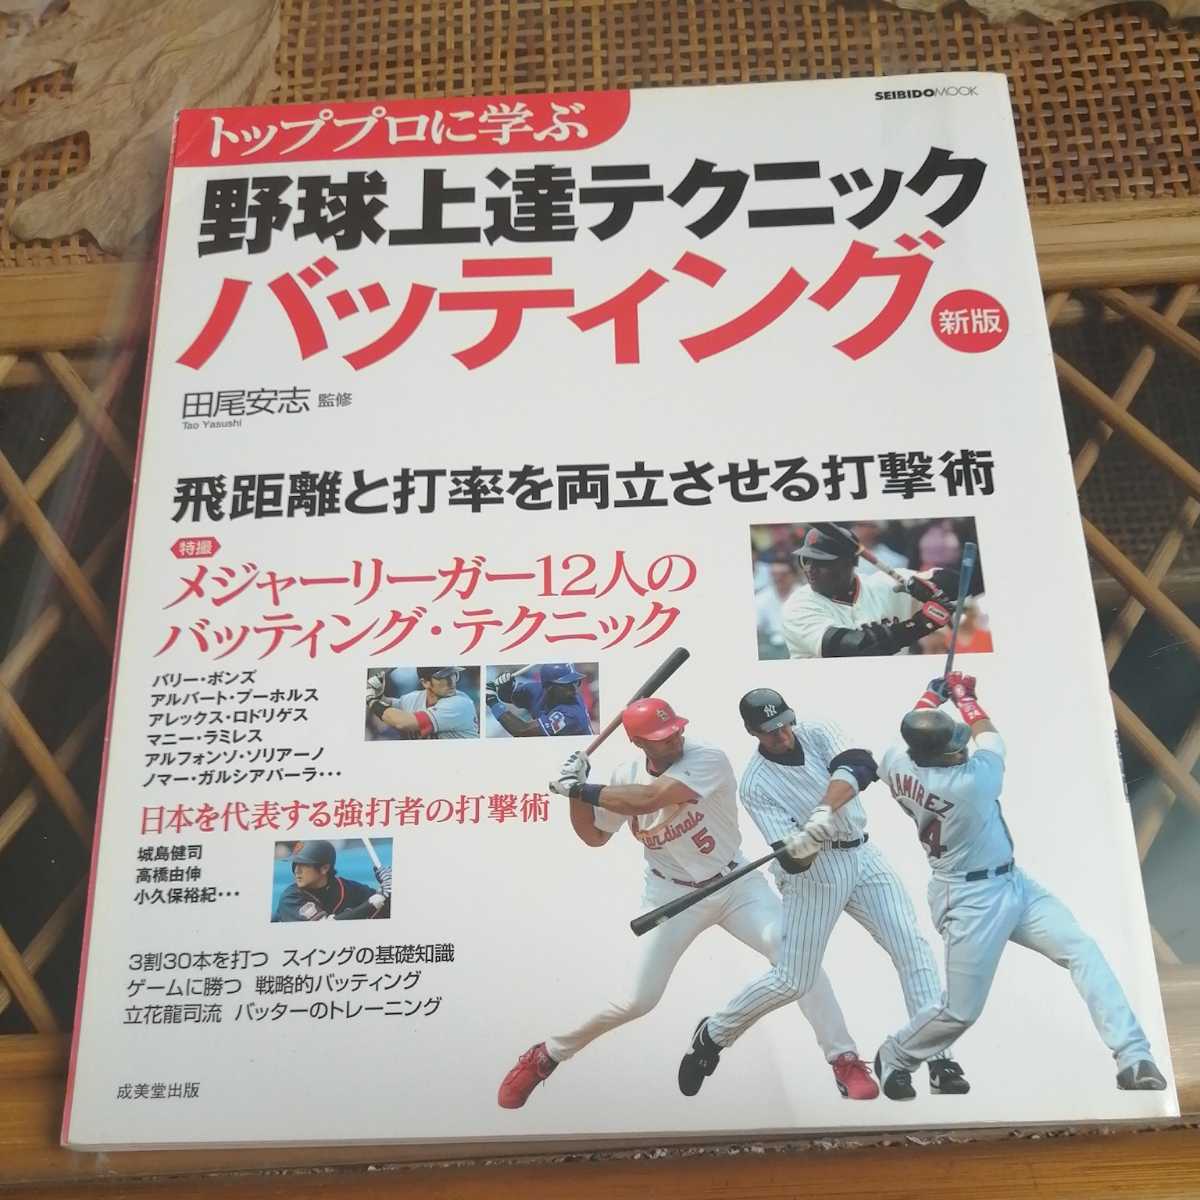 SEIBIDO MOOK
トッププロに学ぶ
野球上達テクニック
バッティング 新版
田尾安志 監修
Tao Yasushi
飛距離と打率を両立させる打撃術
特撮
メジャーリーガー12人の
バッティング・テクニック
バリー・ボンズ
アルバート・プーホルス
アレックス・ロドリゲス
マニー・ラミレス
アルフォンソ・ソリアーノ
ノマー・ガルシアパーラ・・・
日本を代表する強打者の打撃術
城島健司
高橋由伸
小久保裕紀・・・
Cardinals
5
RAMIREZ
24
3割30本を打つ スイングの基礎知識
ゲームに勝つ 戦略的バッティング
立花龍司流 バッターのトレーニング
成美堂出版